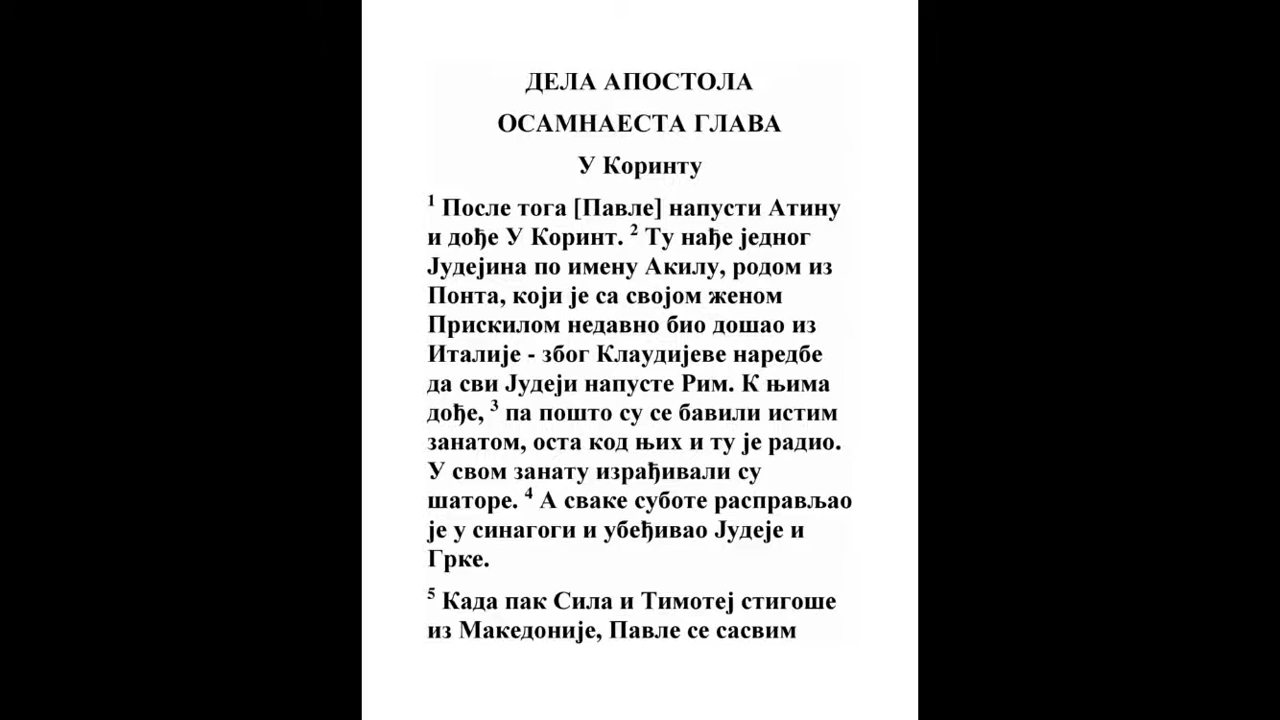 ДЕЛА АПОСТОЛА
ОСАМНАЕСТА ГЛАВА
У Коринту
1 После тога [Павле] напусти Атину
и дође У Коринт. 2 Ту нађе једног
Јудејина по имену Акилу, родом из
Понта, који је са својом женом
Прискилом недавно био дошао из
Италије - због Клаудијеве наредбе
да сви Јудеји напусте Рим. К њима
дође, 3 па пошто су се бавили истим
занатом, оста код њих и ту је радио.
У свом занату израђивали су
шаторе. 4 А сваке суботе расправљао
је у синагоги и убеђивао Јудеје и
Грке.
5 Када пак Сила и Тимотеј стигоше
из Македоније, Павле се сасвим